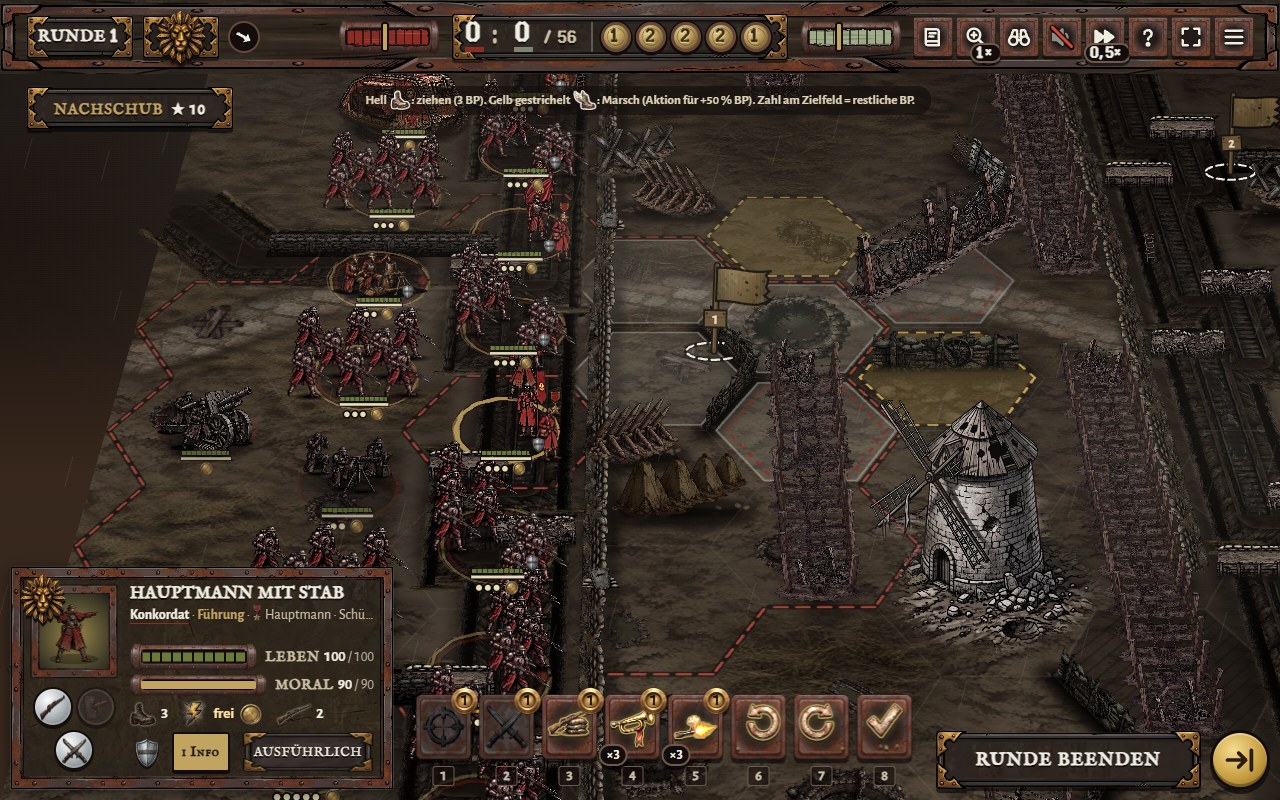 RUNDE 1
0 : 0 / 56
1 2 2 2 1
1×
0,5×
?
NACHSCHUB ★ 10
Hell : ziehen (3 BP). Gelb gestrichelt : Marsch (Aktion für +50 % BP). Zahl am Zielfeld = restliche BP.
2
1
HAUPTMANN MIT STAB
Konkordat · Führung · Hauptmann · Schü...
LEBEN 100 / 100
MORAL 90 / 90
3 frei 2
I INFO
AUSFÜHRLICH
1 1 1 1 1
×3 ×3
1 2 3 4 5 6 7 8
RUNDE BEENDEN